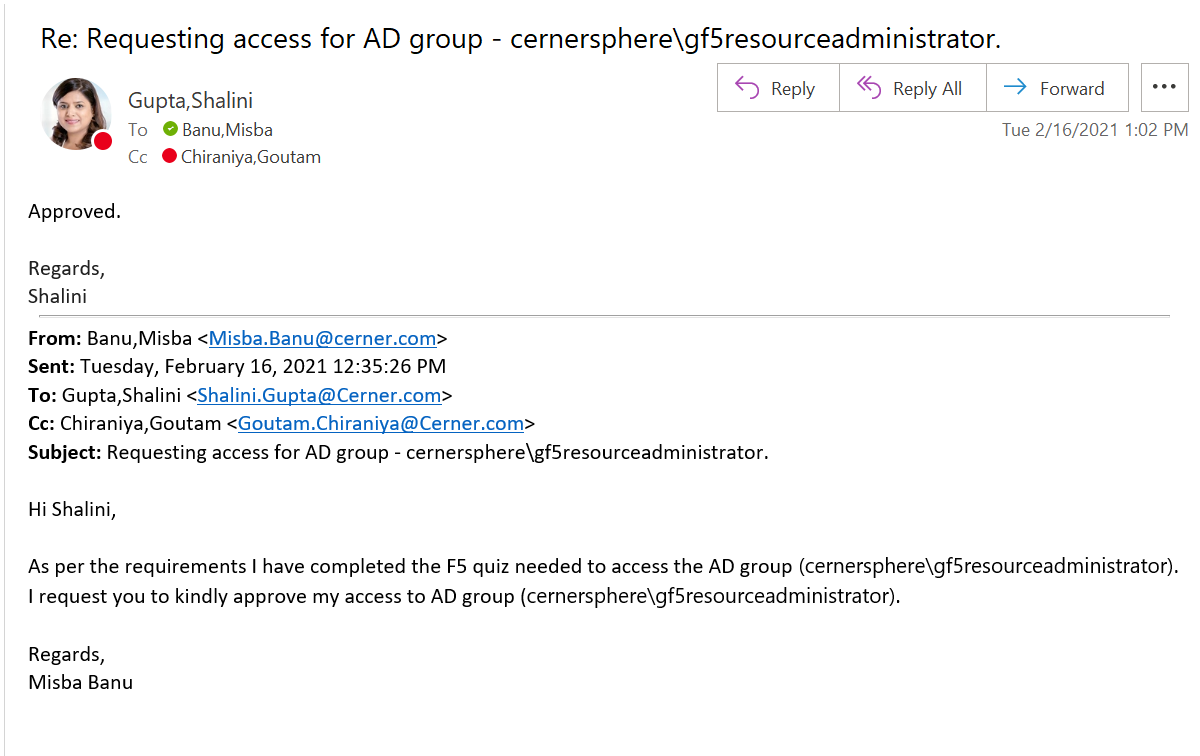 Re: Requesting access for AD group - cernersphere\gf5resourceadministrator.
Gupta,Shalini
To Banu,Misba
Cc Chiraniya,Goutam
Reply
Reply All
Forward
Tue 2/16/2021 1:02 PM
Approved.
Regards,
Shalini
From: Banu,Misba <Misba.Banu@cerner.com>
Sent: Tuesday, February 16, 2021 12:35:26 PM
To: Gupta,Shalini <Shalini.Gupta@Cerner.com>
Cc: Chiraniya,Goutam <Goutam.Chiraniya@Cerner.com>
Subject: Requesting access for AD group - cernersphere\gf5resourceadministrator.
Hi Shalini,
As per the requirements I have completed the F5 quiz needed to access the AD group (cernersphere\gf5resourceadministrator).
I request you to kindly approve my access to AD group (cernersphere\gf5resourceadministrator).
Regards,
Misba Banu